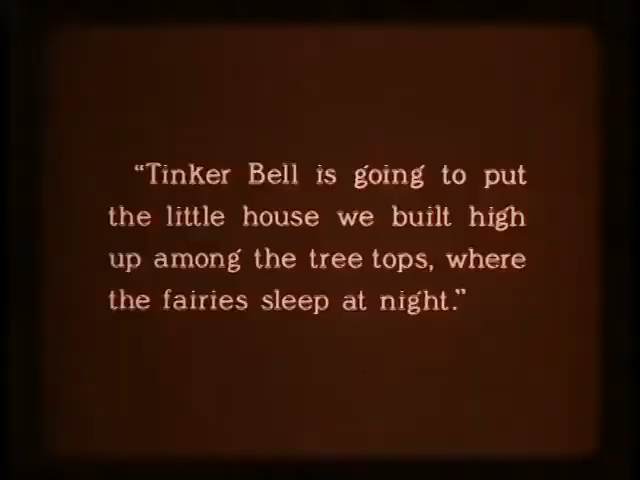 “Tinker Bell is going to put
the little house we built high
up among the tree tops, where
the fairies sleep at night.”